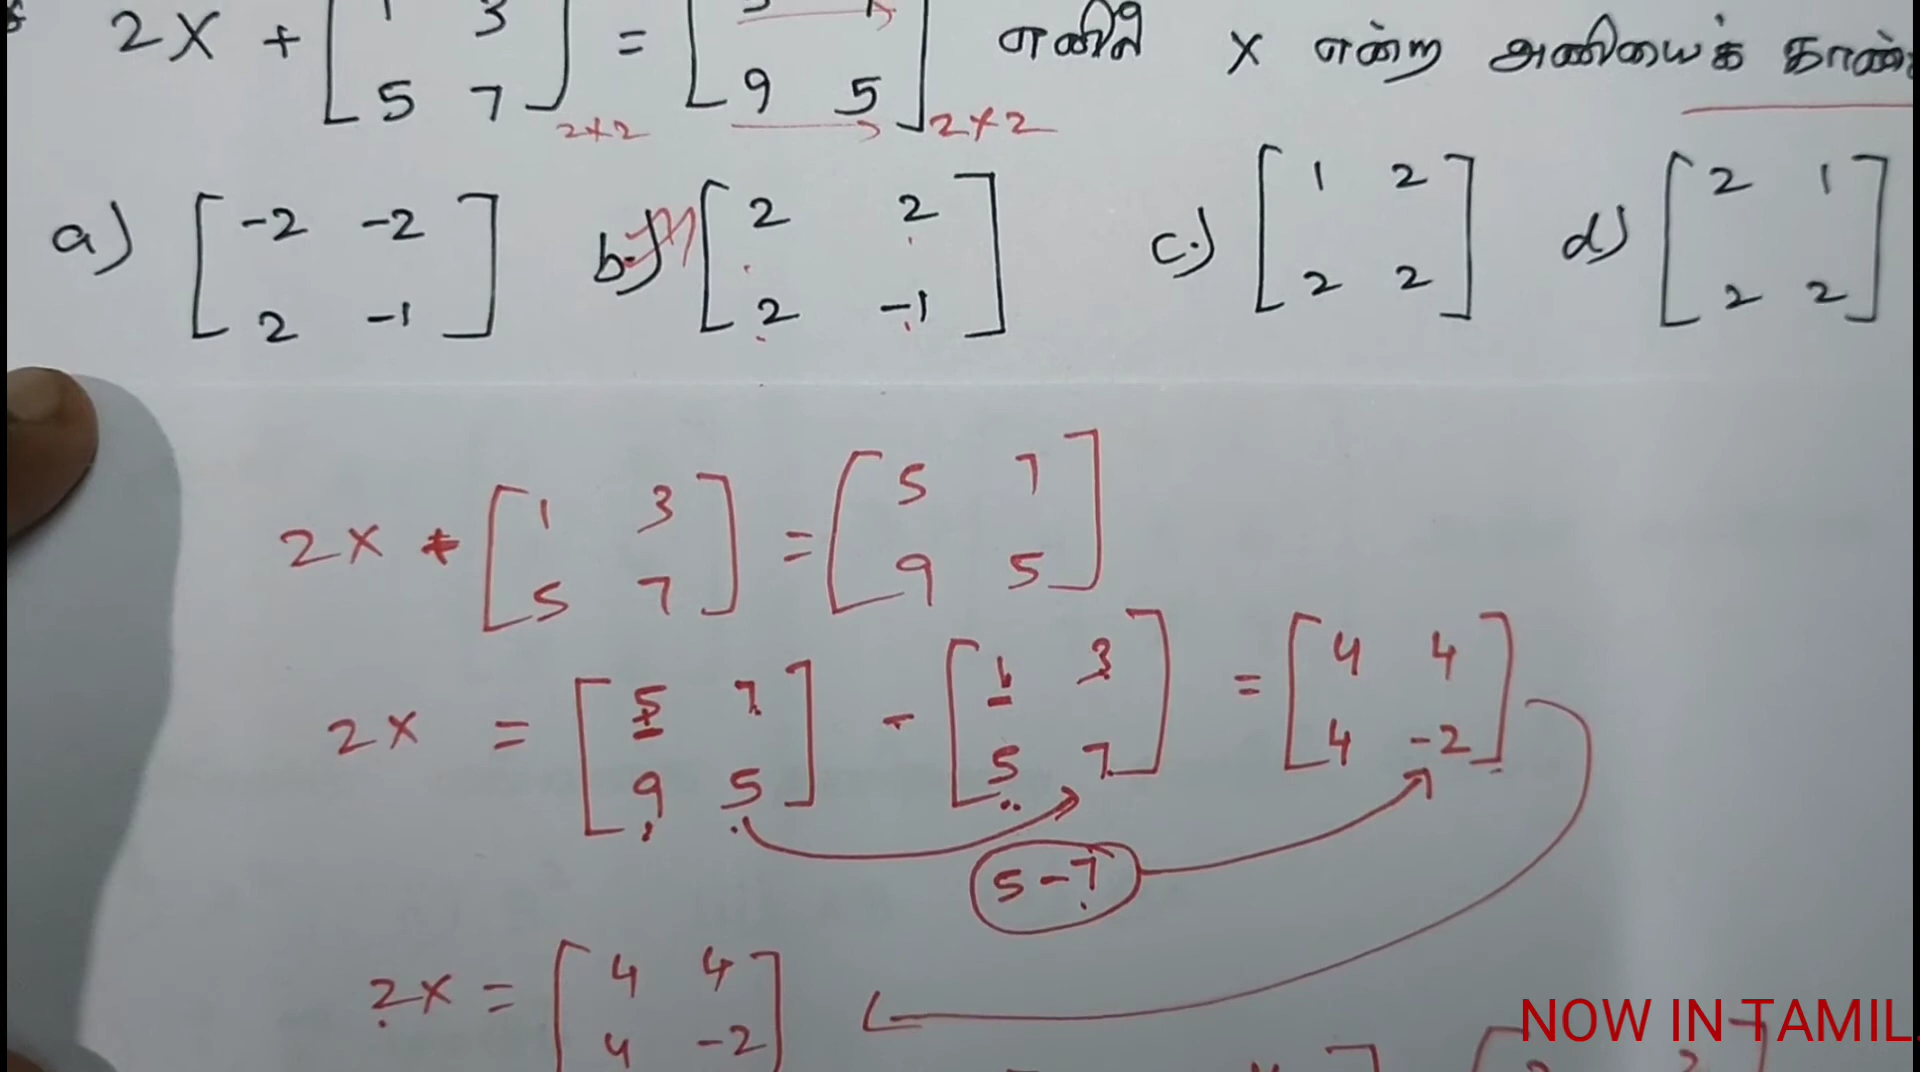 2X + [ 1 3 ] = [ 5 7 ] எனில் X என்ற அணியைக் காண்க
5 7 2x2 9 5 2x2
a) [ -2 -2 b.) [ 2 2 c.) [ 1 2 d) [ 2 1
2 -1 ] 2 -1 ] 2 2 ] 2 2 ]
2X + [ 1 3 ] = [ 5 7 ]
5 7 9 5
2X = [ 5 7 ] - [ 1 3 ] = [ 4 4 ]
9 5 5 7 4 -2
5-7
2X = [ 4 4 ]
4 -2
NOW IN TAMIL